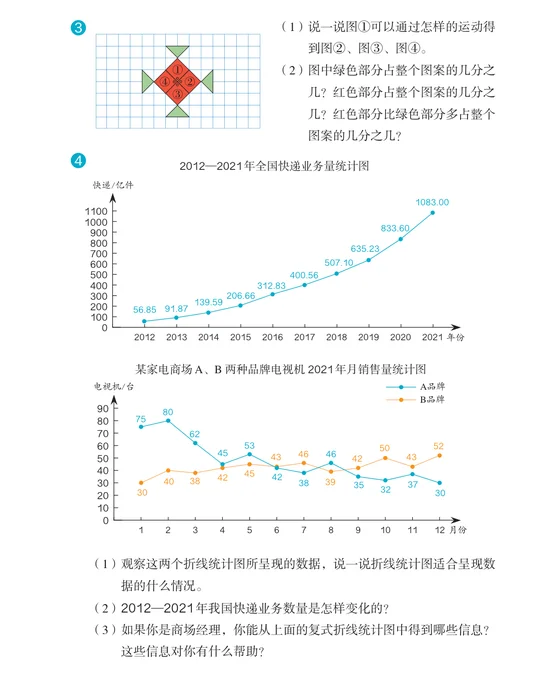 3
(1)说一说图①可以通过怎样的运动得
到图②、图③、图④。
(2)图中绿色部分占整个图案的几分之
几?红色部分占整个图案的几分之
几?红色部分比绿色部分多占整个
图案的几分之几?
①
④ ②
③
4
2012—2021年全国快递业务量统计图
快递/亿件
1100
1000
900
800
700
600
500
400
300
200
100
0
56.85 91.87 139.59 206.66 312.83 400.56 507.10 635.23 833.60 1083.00
2012 2013 2014 2015 2016 2017 2018 2019 2020 2021 年份
某家电商场A、B两种品牌电视机2021年月销售量统计图
电视机/台
A品牌
B品牌
90
80
70
60
50
40
30
20
10
0
75 80 62 45 53 42 38 46 35 32 37 30
30 40 38 42 45 43 46 39 42 50 43 52
1 2 3 4 5 6 7 8 9 10 11 12 月份
(1)观察这两个折线统计图所呈现的数据,说一说折线统计图适合呈现数
据的什么情况。
(2)2012—2021年我国快递业务数量是怎样变化的?
(3)如果你是商场经理,你能从上面的复式折线统计图中得到哪些信息?
这些信息对你有什么帮助?